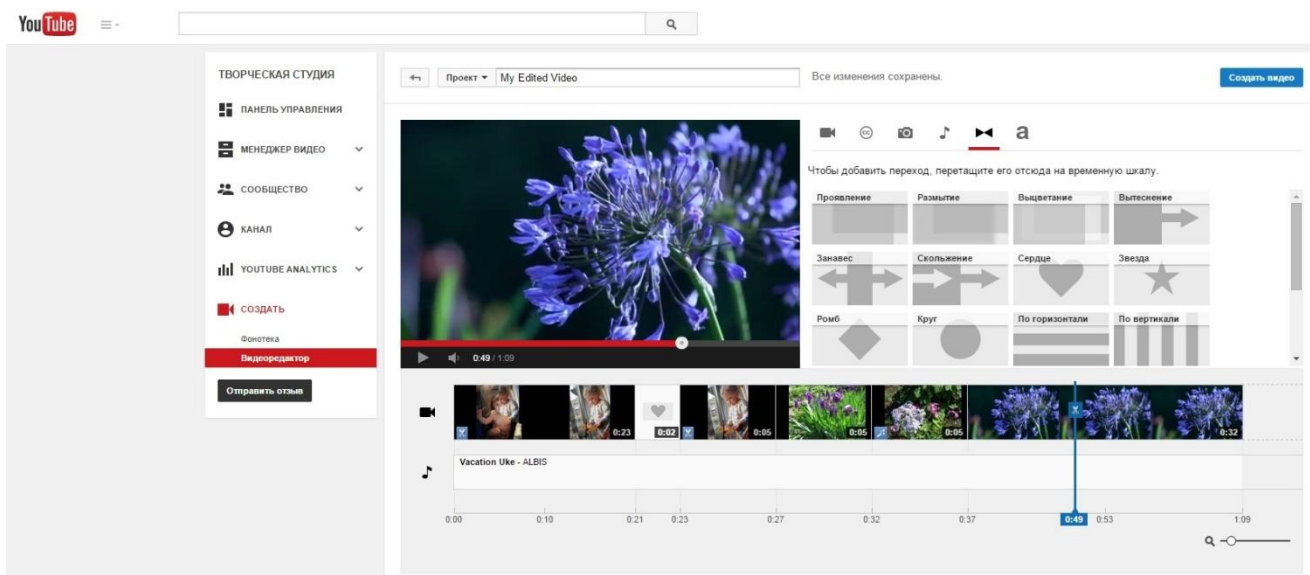 YouTube
ТВОРЧЕСКАЯ СТУДИЯ
ПАНЕЛЬ УПРАВЛЕНИЯ
МЕНЕДЖЕР ВИДЕО
СООБЩЕСТВО
КАНАЛ
YOUTUBE ANALYTICS
СОЗДАТЬ
Фонотека
Видеоредактор
Отправить отзыв
Проект My Edited Video Все изменения сохранены. Создать видео
cc a
Чтобы добавить переход, перетащите его отсюда на временную шкалу.
Проявление Размытие Выцветание Вытеснение
Занавес Скольжение Сердце Звезда
Ромб Круг По горизонтали По вертикали
0:49 / 1:09
0:23 0:02 0:05 0:05 0:05 0:32
Vacation Uke - ALBIS
0:00 0:10 0:21 0:23 0:27 0:32 0:37 0:49 0:53 1:09